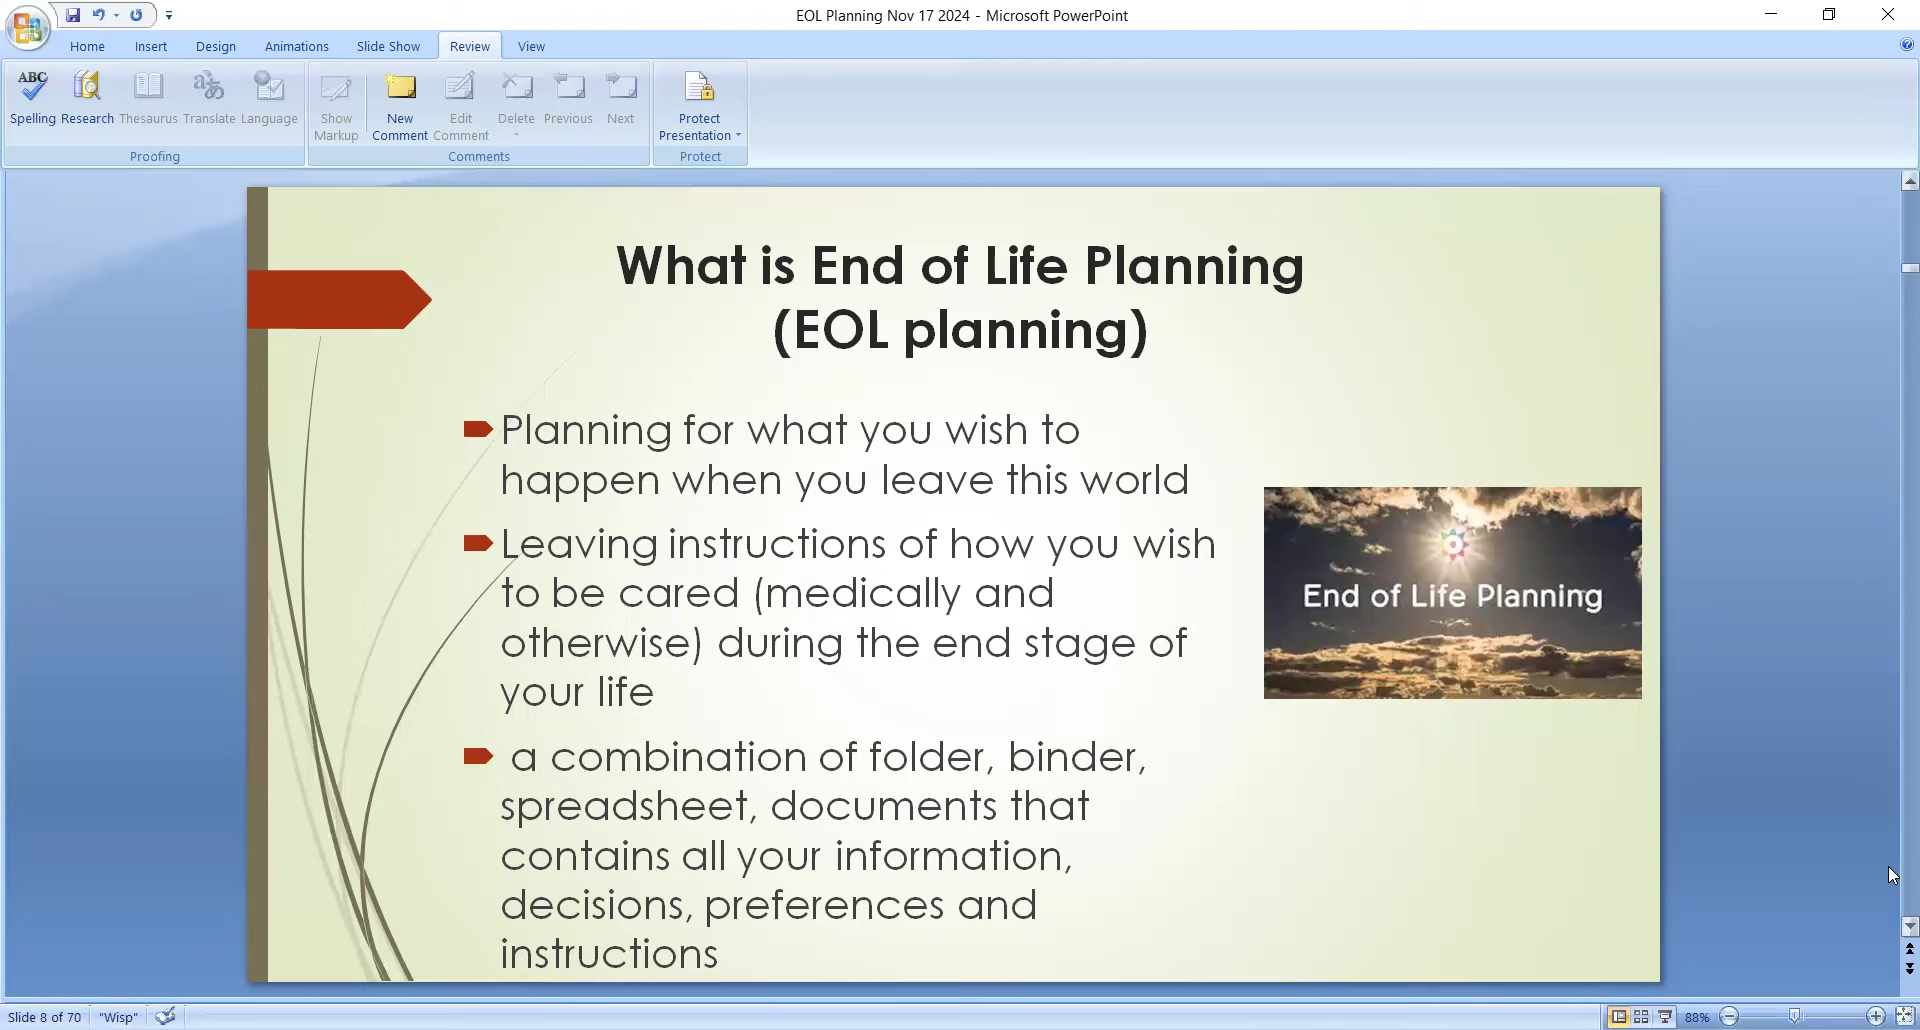 EOL Planning Nov 17 2024 - Microsoft PowerPoint
Home Insert Design Animations Slide Show Review View
ABC
Spelling Research Thesaurus Translate Language Show Markup New Comment Edit Comment Delete Previous Next Protect Presentation
Proofing Comments Protect
What is End of Life Planning
(EOL planning)
Planning for what you wish to
happen when you leave this world
Leaving instructions of how you wish
to be cared (medically and
otherwise) during the end stage of
your life
End of Life Planning
a combination of folder, binder,
spreadsheet, documents that
contains all your information,
decisions, preferences and
instructions
Slide 8 of 70 "Wisp" 88%